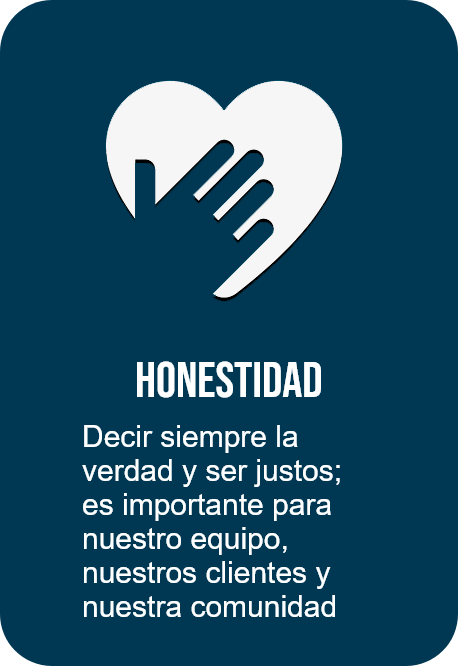 HONESTIDAD
Decir siempre la
verdad y ser justos;
es importante para
nuestro equipo,
nuestros clientes y
nuestra comunidad